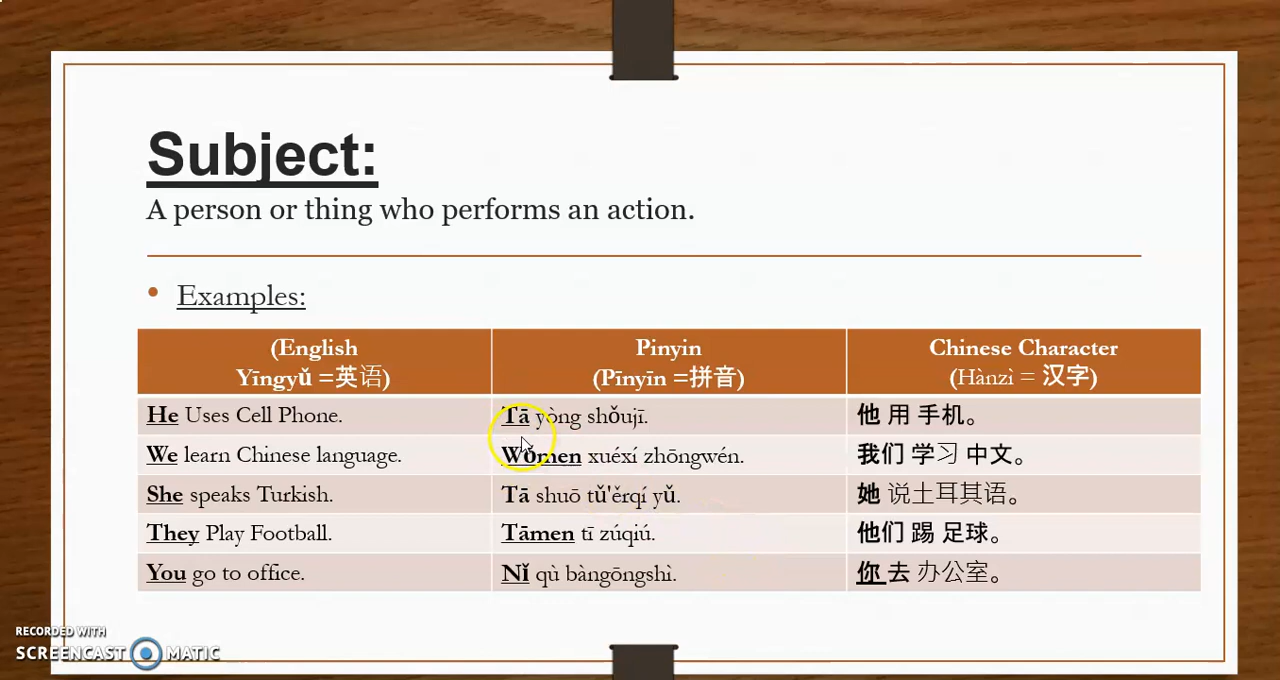 Subject:
A person or thing who performs an action.
• Examples:
(English
Yīngyǔ =英语)
Pinyin
(Pīnyīn =拼音)
Chinese Character
(Hànzì = 汉字)
He Uses Cell Phone.
Tā yòng shǒujī.
他 用 手机。
We learn Chinese language.
Wǒmen xuéxí zhōngwén.
我们 学习 中文。
She speaks Turkish.
Tā shuō tǔ'ěrqí yǔ.
她 说土耳其语。
They Play Football.
Tāmen tī zúqiú.
他们 踢 足球。
You go to office.
Nǐ qù bàngōngshì.
你 去 办公室。
RECORDED WITH
SCREENCAST MATIC